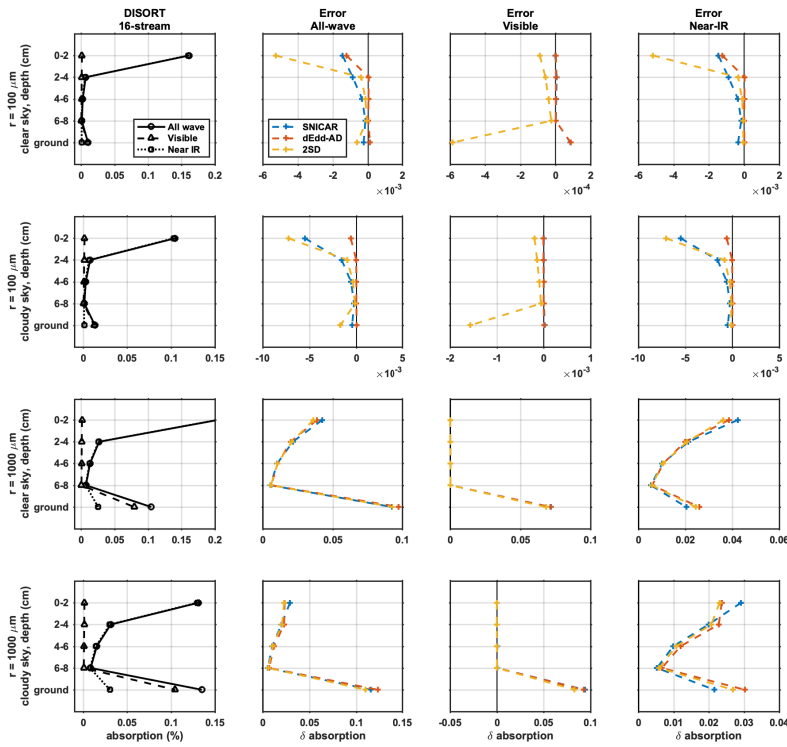 DISORT
16-stream
Error
All-wave
Error
Visible
Error
Near-IR
r = 100 μm
clear sky, depth (cm)
0-2
2-4
4-6
6-8
ground
All wave
Visible
Near IR
SNICAR
dEdd-AD
2SD
0 0.05 0.1 0.15 0.2
-6 -4 -2 0 2
×10⁻³
-6 -4 -2 0 2
×10⁻⁴
-6 -4 -2 0 2
×10⁻³
r = 100 μm
cloudy sky, depth (cm)
0-2
2-4
4-6
6-8
ground
0 0.05 0.1 0.15
-10 -5 0 5
×10⁻³
-2 -1 0 1
×10⁻³
-10 -5 0 5
×10⁻³
r = 1000 μm
clear sky, depth (cm)
0-2
2-4
4-6
6-8
ground
0 0.05 0.1 0.15 0.2
0 0.05 0.1
0 0.05 0.1
0 0.02 0.04 0.06
r = 1000 μm
cloudy sky, depth (cm)
0-2
2-4
4-6
6-8
ground
0 0.05 0.1 0.15
0 0.05 0.1 0.15
-0.05 0 0.05 0.1
0 0.01 0.02 0.03 0.04
absorption (%)
δ absorption
δ absorption
δ absorption